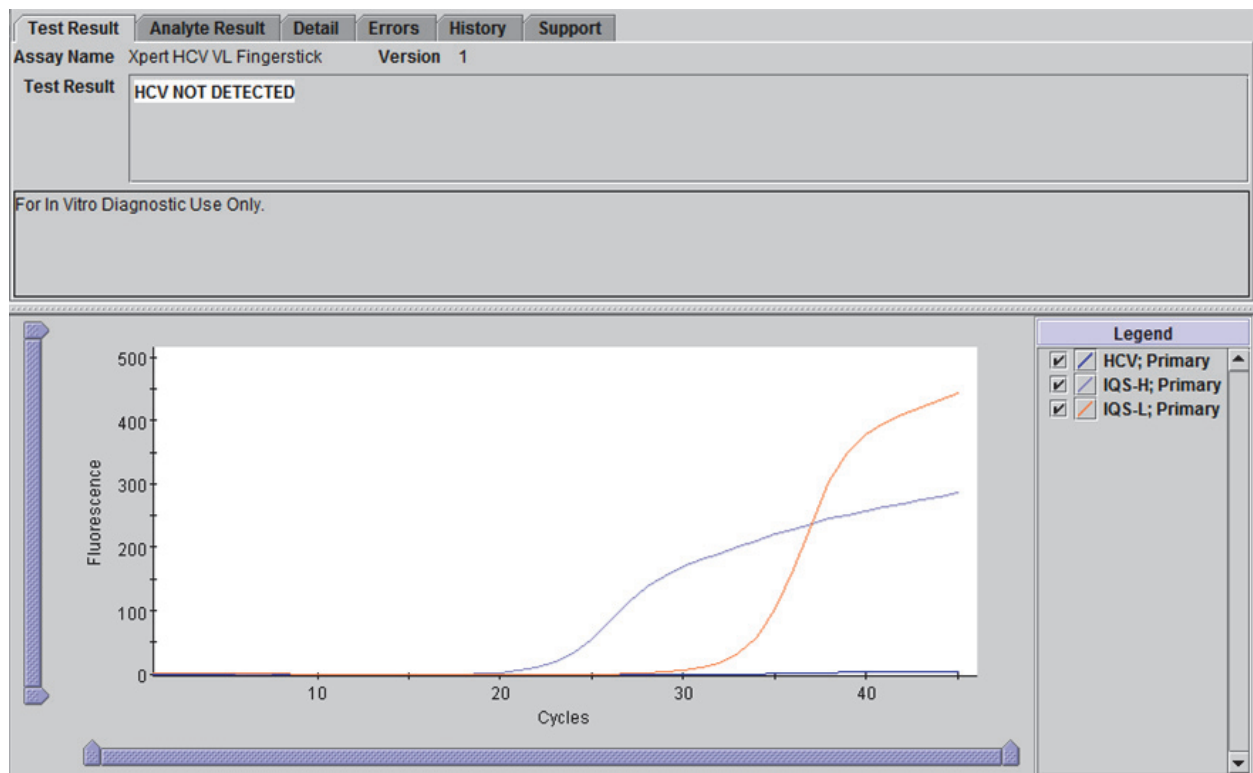 Test Result Analyte Result Detail Errors History Support
Assay Name Xpert HCV VL Fingerstick Version 1
Test Result HCV NOT DETECTED
For In Vitro Diagnostic Use Only.
Legend
HCV; Primary
IQS-H; Primary
IQS-L; Primary
500
400
300
200
100
0
Fluorescence
10 20 30 40
Cycles